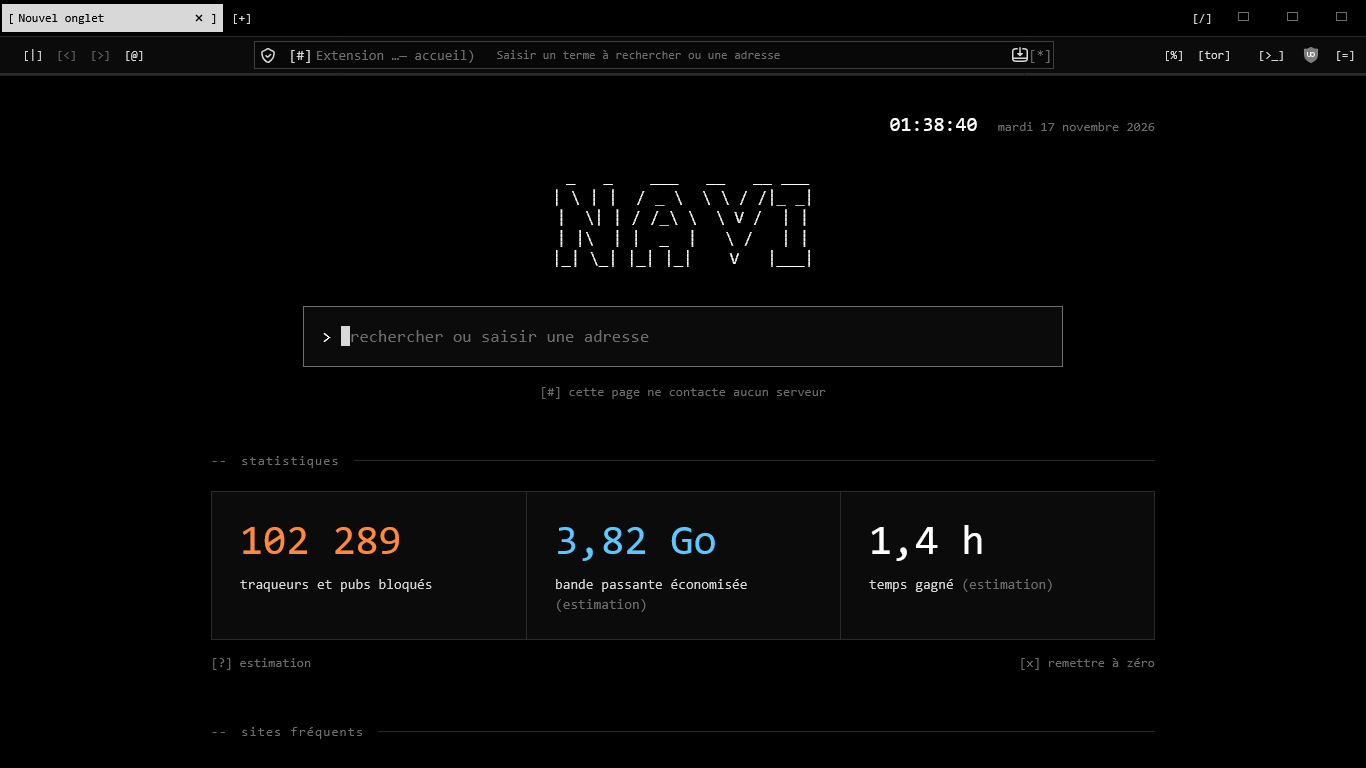 [ Nouvel onglet × ] [+] [/]
[|] [<] [>] [@] [#] Extension …— accueil) Saisir un terme à rechercher ou une adresse [*] [%] [tor] [>_] [=]
01:38:40 mardi 17 novembre 2026
NAVI
> rechercher ou saisir une adresse
[#] cette page ne contacte aucun serveur
-- statistiques
102 289 3,82 Go 1,4 h
traqueurs et pubs bloqués bande passante économisée temps gagné (estimation)
(estimation)
[?] estimation [x] remettre à zéro
-- sites fréquents